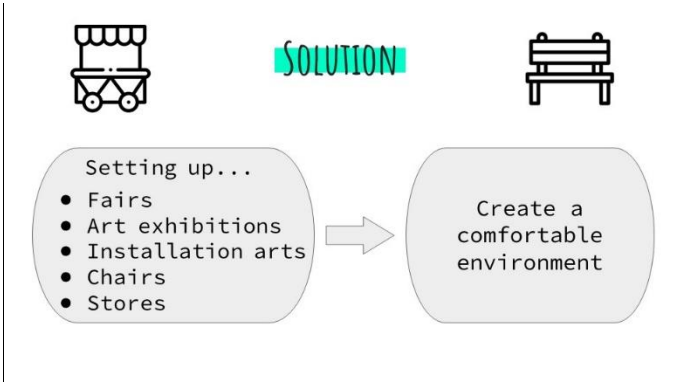 SOLUTION
Setting up...
● Fairs
● Art exhibitions
● Installation arts
● Chairs
● Stores
Create a
comfortable
environment